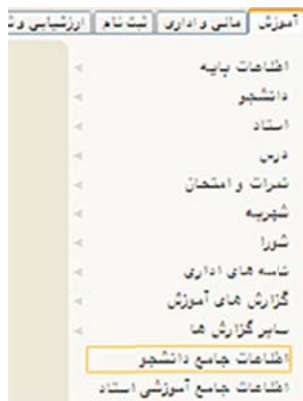 آموزش مالی و اداری ثبت نام ارزشیابی و
اطلاعات پایه
دانشجو
استاد
درس
نمرات و امتحان
شهریه
شورا
نامه های اداری
گزارش های آموزش
سایر گزارش ها
اطلاعات جامع دانشجو
اطلاعات جامع آموزشی استاد